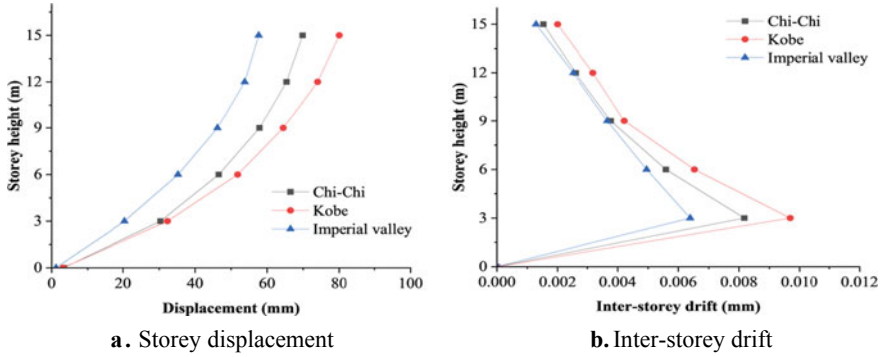 15
12
9
6
3
0
Storey height (m)
Chi-Chi
Kobe
Imperial valley
0 20 40 60 80 100
Displacement (mm)
a. Storey displacement
15
12
9
6
3
0
Storey height (m)
Chi-Chi
Kobe
Imperial valley
0.000 0.002 0.004 0.006 0.008 0.010 0.012
Inter-storey drift (mm)
b. Inter-storey drift